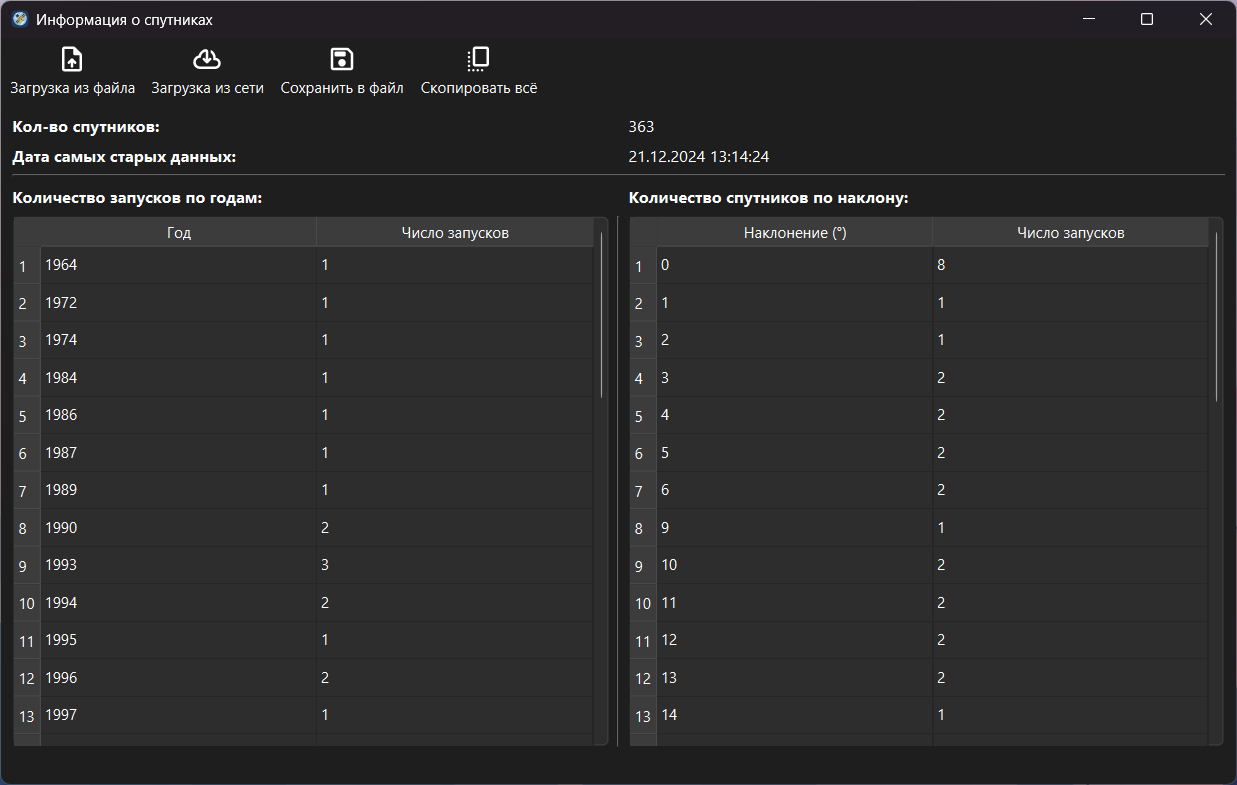 Информация о спутниках
Загрузка из файла Загрузка из сети Сохранить в файл Скопировать всё
Кол-во спутников: 363
Дата самых старых данных: 21.12.2024 13:14:24
Количество запусков по годам: Количество спутников по наклону:
Год Число запусков Наклонение (°) Число запусков
1 1964 1 1 0 8
2 1972 1 2 1 1
3 1974 1 3 2 1
4 1984 1 4 3 2
5 1986 1 5 4 2
6 1987 1 6 5 2
7 1989 1 7 6 2
8 1990 2 8 9 1
9 1993 3 9 10 2
10 1994 2 10 11 2
11 1995 1 11 12 2
12 1996 2 12 13 2
13 1997 1 13 14 1